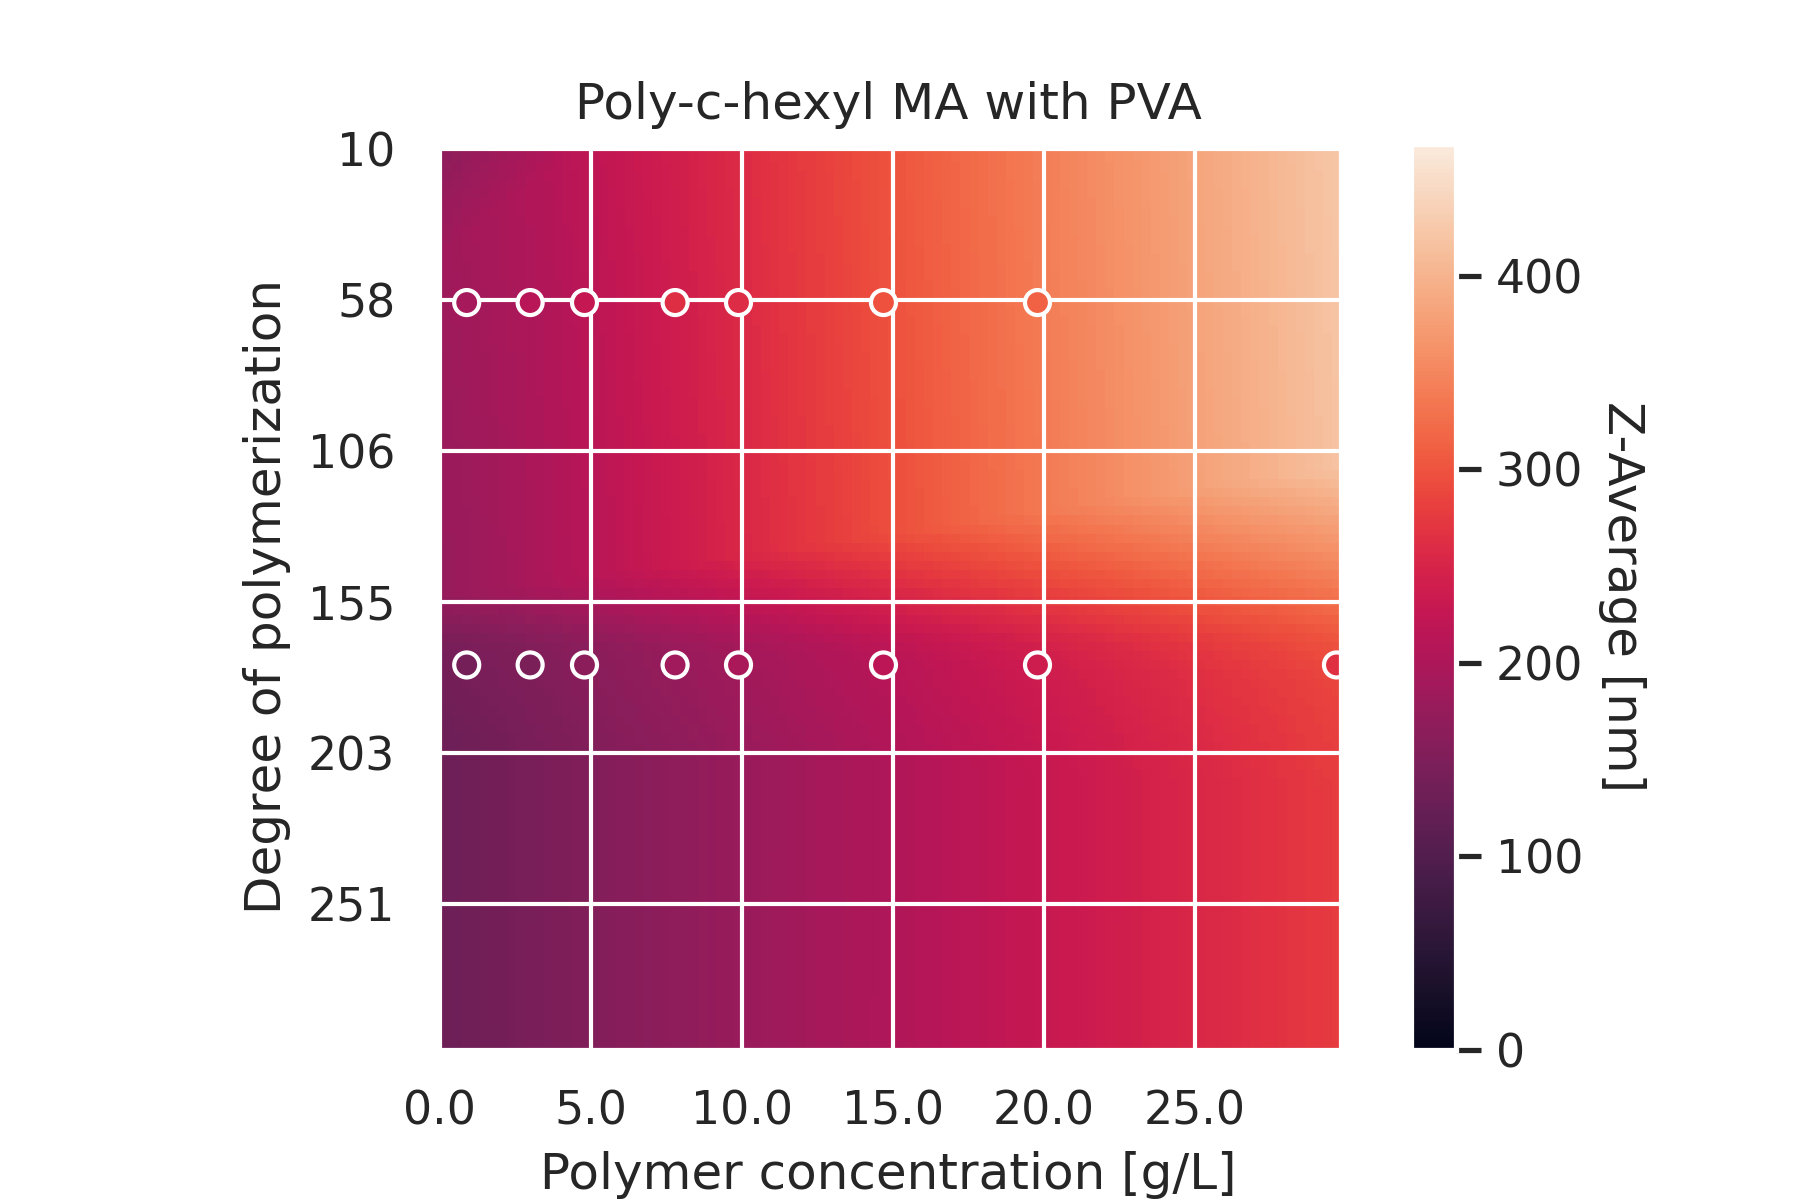 Poly-c-hexyl MA with PVA
10
58
106
155
203
251
Degree of polymerization
0.0 5.0 10.0 15.0 20.0 25.0
Polymer concentration [g/L]
400
300
200
100
0
Z-Average [nm]